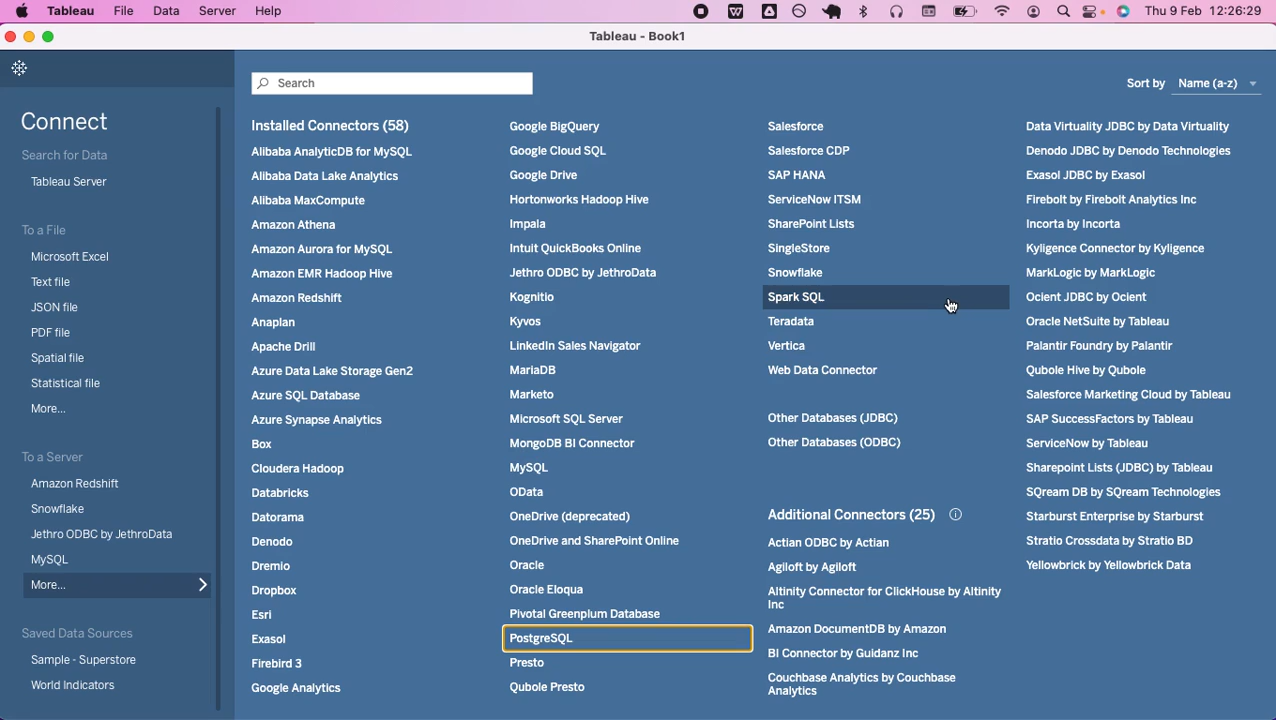 Tableau File Data Server Help Thu 9 Feb 12:26:29
Tableau - Book1
Connect
Search for Data
Tableau Server
To a File
Microsoft Excel
Text file
JSON file
PDF file
Spatial file
Statistical file
More...
To a Server
Amazon Redshift
Snowflake
Jethro ODBC by JethroData
MySQL
More...
Saved Data Sources
Sample - Superstore
World Indicators
Search
Sort by Name (a-z)
Installed Connectors (58)
Alibaba AnalyticDB for MySQL
Alibaba Data Lake Analytics
Alibaba MaxCompute
Amazon Athena
Amazon Aurora for MySQL
Amazon EMR Hadoop Hive
Amazon Redshift
Anaplan
Apache Drill
Azure Data Lake Storage Gen2
Azure SQL Database
Azure Synapse Analytics
Box
Cloudera Hadoop
Databricks
Datorama
Denodo
Dremio
Dropbox
Esri
Exasol
Firebird 3
Google Analytics
Google BigQuery
Google Cloud SQL
Google Drive
Hortonworks Hadoop Hive
Impala
Intuit QuickBooks Online
Jethro ODBC by JethroData
Kognitio
Kyvos
LinkedIn Sales Navigator
MariaDB
Marketo
Microsoft SQL Server
MongoDB BI Connector
MySQL
OData
OneDrive (deprecated)
OneDrive and SharePoint Online
Oracle
Oracle Eloqua
Pivotal Greenplum Database
PostgreSQL
Presto
Qubole Presto
Salesforce
Salesforce CDP
SAP HANA
ServiceNow ITSM
SharePoint Lists
SingleStore
Snowflake
Spark SQL
Teradata
Vertica
Web Data Connector
Other Databases (JDBC)
Other Databases (ODBC)
Additional Connectors (25)
Actian ODBC by Actian
Agiloft by Agiloft
Altinity Connector for ClickHouse by Altinity
Inc
Amazon DocumentDB by Amazon
BI Connector by Guidanz Inc
Couchbase Analytics by Couchbase
Analytics
Data Virtuality JDBC by Data Virtuality
Denodo JDBC by Denodo Technologies
Exasol JDBC by Exasol
Firebolt by Firebolt Analytics Inc
Incorta by Incorta
Kyligence Connector by Kyligence
MarkLogic by MarkLogic
Ocient JDBC by Ocient
Oracle NetSuite by Tableau
Palantir Foundry by Palantir
Qubole Hive by Qubole
Salesforce Marketing Cloud by Tableau
SAP SuccessFactors by Tableau
ServiceNow by Tableau
Sharepoint Lists (JDBC) by Tableau
SQream DB by SQream Technologies
Starburst Enterprise by Starburst
Stratio Crossdata by Stratio BD
Yellowbrick by Yellowbrick Data